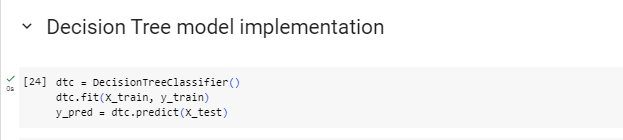 Decision Tree model implementation
[24] dtc = DecisionTreeClassifier()
dtc.fit(X_train, y_train)
0s
y_pred = dtc.predict(X_test)